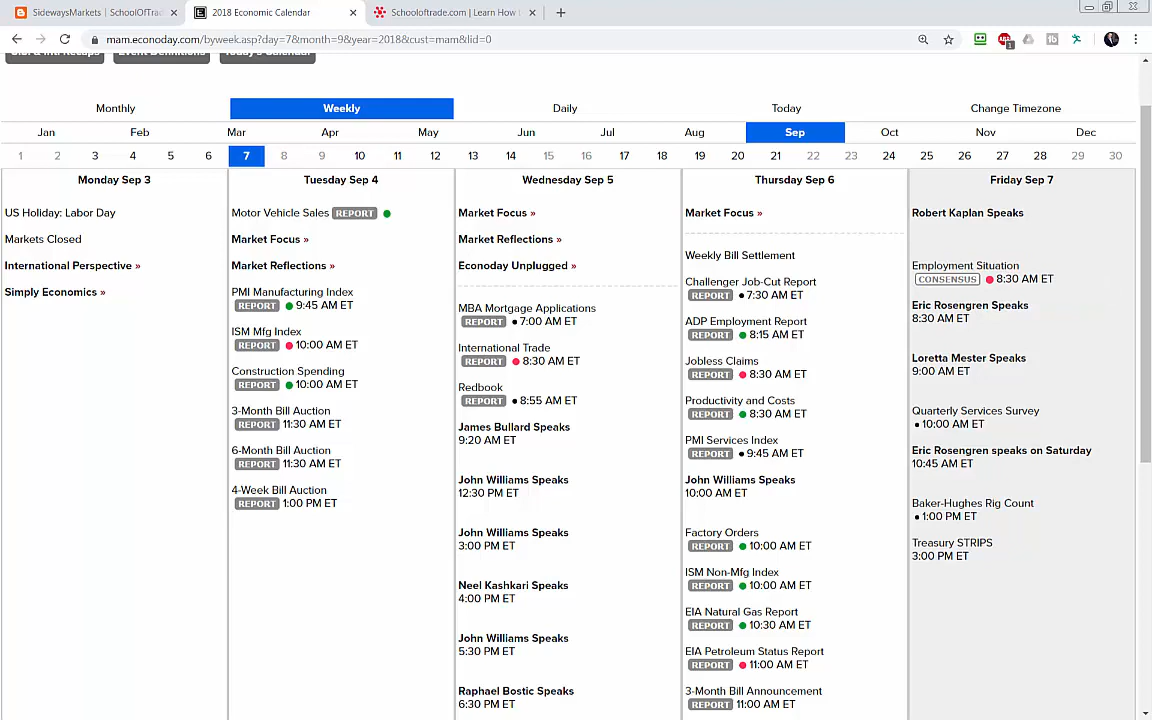 SidewaysMarkets | SchoolOfTrad
2018 Economic Calendar
Schooloftrade.com | Learn How
mam.econoday.com/byweek.asp?day=7&month=9&year=2018&cust=mam&lid=0
Event Definitions
Today's Calendar
Monthly Weekly Daily Today Change Timezone
Jan Feb Mar Apr May Jun Jul Aug Sep Oct Nov Dec
1 2 3 4 5 6 7 8 9 10 11 12 13 14 15 16 17 18 19 20 21 22 23 24 25 26 27 28 29 30
Monday Sep 3
US Holiday: Labor Day
Markets Closed
International Perspective »
Simply Economics »
Tuesday Sep 4
Motor Vehicle Sales REPORT
Market Focus »
Market Reflections »
PMI Manufacturing Index
REPORT 9:45 AM ET
ISM Mfg Index
REPORT 10:00 AM ET
Construction Spending
REPORT 10:00 AM ET
3-Month Bill Auction
REPORT 11:30 AM ET
6-Month Bill Auction
REPORT 11:30 AM ET
4-Week Bill Auction
REPORT 1:00 PM ET
Wednesday Sep 5
Market Focus »
Market Reflections »
Econoday Unplugged »
MBA Mortgage Applications
REPORT 7:00 AM ET
International Trade
REPORT 8:30 AM ET
Redbook
REPORT 8:55 AM ET
James Bullard Speaks
9:20 AM ET
John Williams Speaks
12:30 PM ET
John Williams Speaks
3:00 PM ET
Neel Kashkari Speaks
4:00 PM ET
John Williams Speaks
5:30 PM ET
Raphael Bostic Speaks
6:30 PM ET
Thursday Sep 6
Market Focus »
Weekly Bill Settlement
Challenger Job-Cut Report
REPORT 7:30 AM ET
ADP Employment Report
REPORT 8:15 AM ET
Jobless Claims
REPORT 8:30 AM ET
Productivity and Costs
REPORT 8:30 AM ET
PMI Services Index
REPORT 9:45 AM ET
John Williams Speaks
10:00 AM ET
Factory Orders
REPORT 10:00 AM ET
ISM Non-Mfg Index
REPORT 10:00 AM ET
EIA Natural Gas Report
REPORT 10:30 AM ET
EIA Petroleum Status Report
REPORT 11:00 AM ET
3-Month Bill Announcement
REPORT 11:00 AM ET
Friday Sep 7
Robert Kaplan Speaks
Employment Situation
CONSENSUS 8:30 AM ET
Eric Rosengren Speaks
8:30 AM ET
Loretta Mester Speaks
9:00 AM ET
Quarterly Services Survey
10:00 AM ET
Eric Rosengren speaks on Saturday
10:45 AM ET
Baker-Hughes Rig Count
1:00 PM ET
Treasury STRIPS
3:00 PM ET